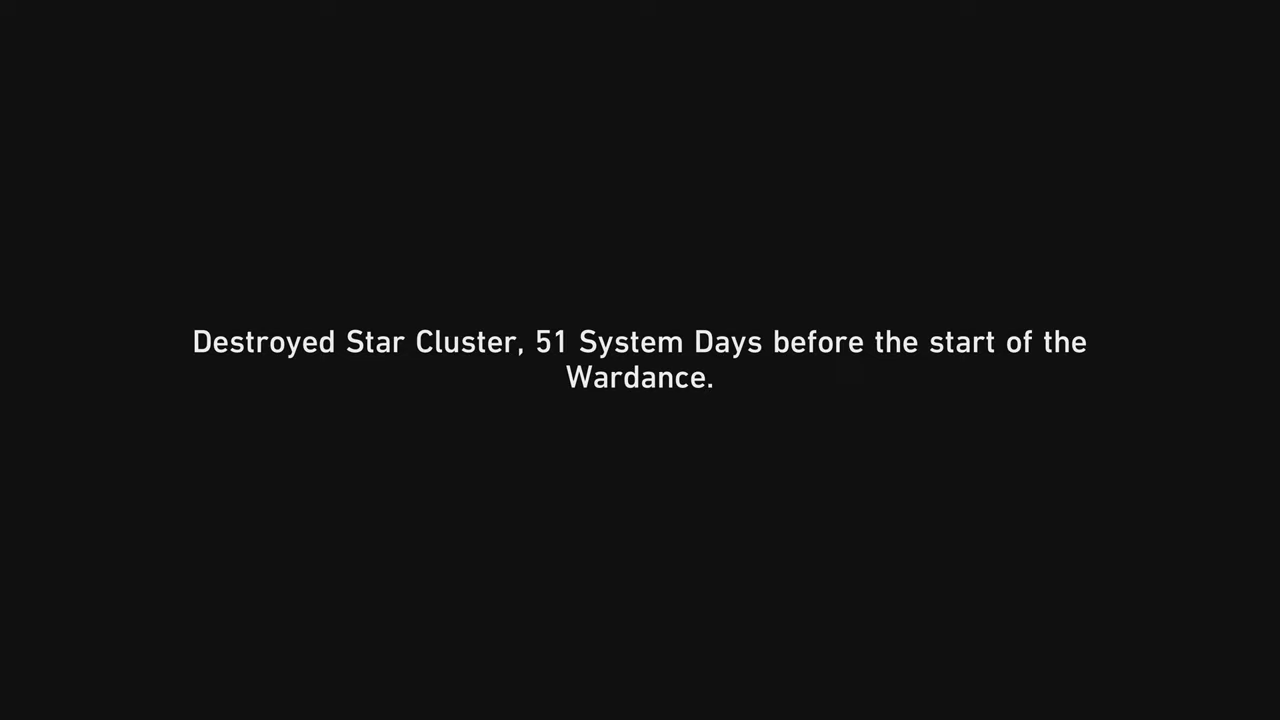 Destroyed Star Cluster, 51 System Days before the start of the
Wardance.